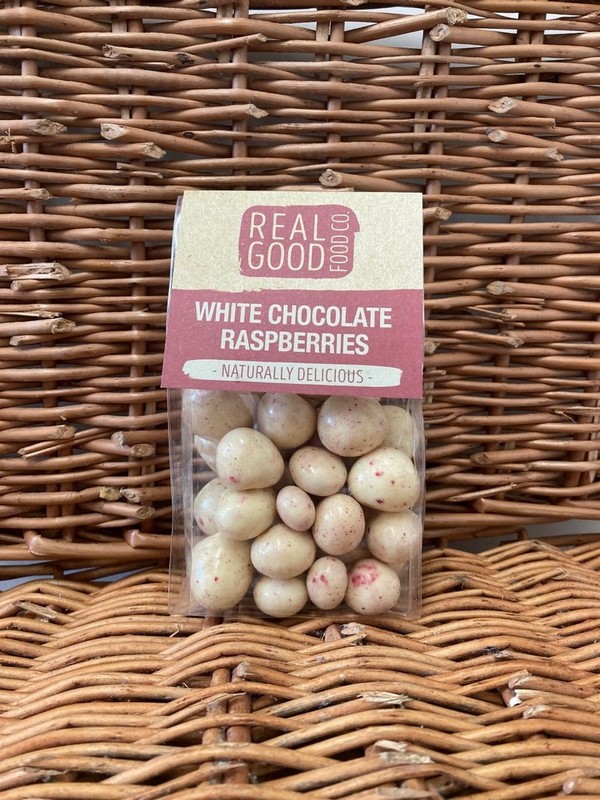 REAL
GOOD
FOOD CO.
WHITE CHOCOLATE
RASPBERRIES
- NATURALLY DELICIOUS -